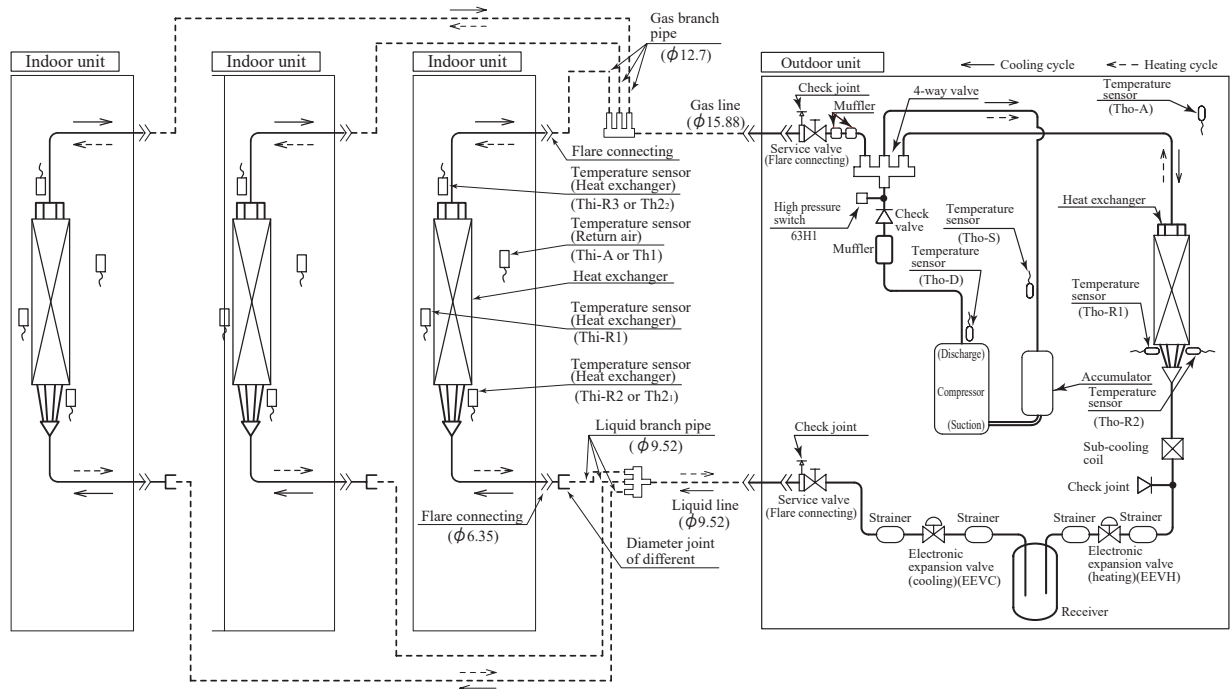 Indoor unit
Indoor unit
Indoor unit
Gas branch
pipe
(ϕ12.7)
Gas line
(ϕ15.88)
Flare connecting
Temperature sensor
(Heat exchanger)
(Thi-R3 or Th2₂)
Temperature sensor
(Return air)
(Thi-A or Th1)
Heat exchanger
Temperature sensor
(Heat exchanger)
(Thi-R1)
Temperature sensor
(Heat exchanger)
(Thi-R2 or Th2₁)
Liquid branch pipe
(ϕ9.52)
Liquid line
(ϕ9.52)
Flare connecting
(ϕ6.35)
Diameter joint
of different
Outdoor unit
Cooling cycle
Heating cycle
Check joint
Muffler
4-way valve
Temperature
sensor
(Tho-A)
Service valve
(Flare connecting)
High pressure
switch
63H1
Check
valve
Muffler
Temperature
sensor
(Tho-D)
Temperature
sensor
(Tho-S)
Heat exchanger
Temperature
sensor
(Tho-R1)
(Discharge)
Compressor
(Suction)
Accumulator
Temperature
sensor
(Tho-R2)
Sub-cooling
coil
Check joint
Check joint
Service valve
(Flare connecting)
Strainer
Strainer
Strainer
Strainer
Electronic
expansion valve
(cooling)(EEVC)
Electronic
expansion valve
(heating)(EEVH)
Receiver